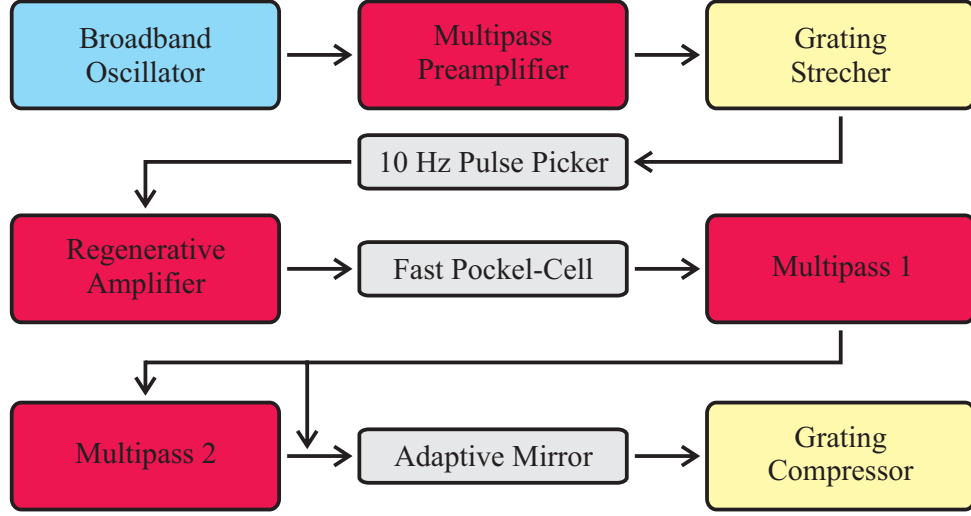 Broadband
Oscillator
Multipass
Preamplifier
Grating
Strecher
10 Hz Pulse Picker
Regenerative
Amplifier
Fast Pockel-Cell
Multipass 1
Multipass 2
Adaptive Mirror
Grating
Compressor